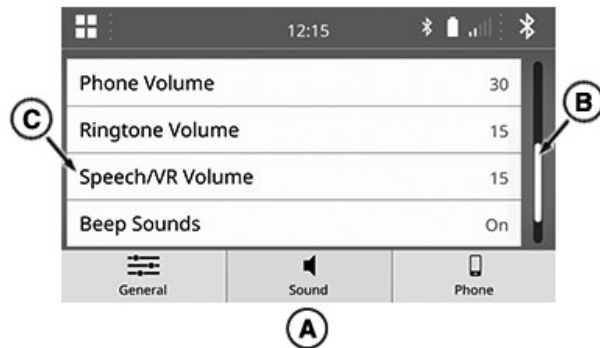 12:15
Phone Volume 30
Ringtone Volume 15
Speech/VR Volume 15
Beep Sounds On
General Sound Phone
A
B
C